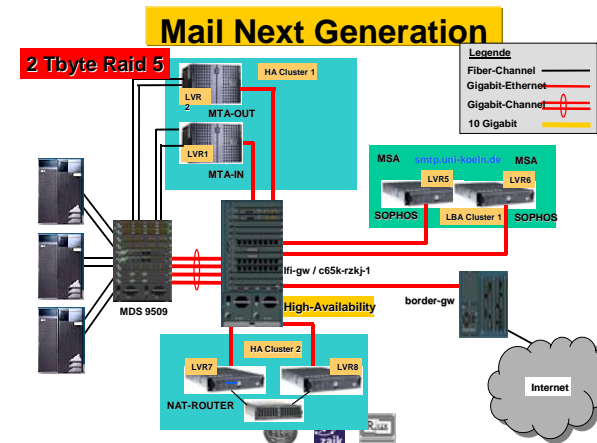 Mail Next Generation
2 Tbyte Raid 5
Legende
Fiber-Channel
Gigabit-Ethernet
Gigabit-Channel
10 Gigabit
HA Cluster 1
LVR
2
MTA-OUT
LVR1
MTA-IN
MSA
smtp.uni-koeln.de
MSA
LVR5
LVR6
SOPHOS
LBA Cluster 1
SOPHOS
lfi-gw / c65k-rzkj-1
MDS 9509
High-Availability
border-gw
HA Cluster 2
LVR7
LVR8
NAT-ROUTER
Internet
zaik